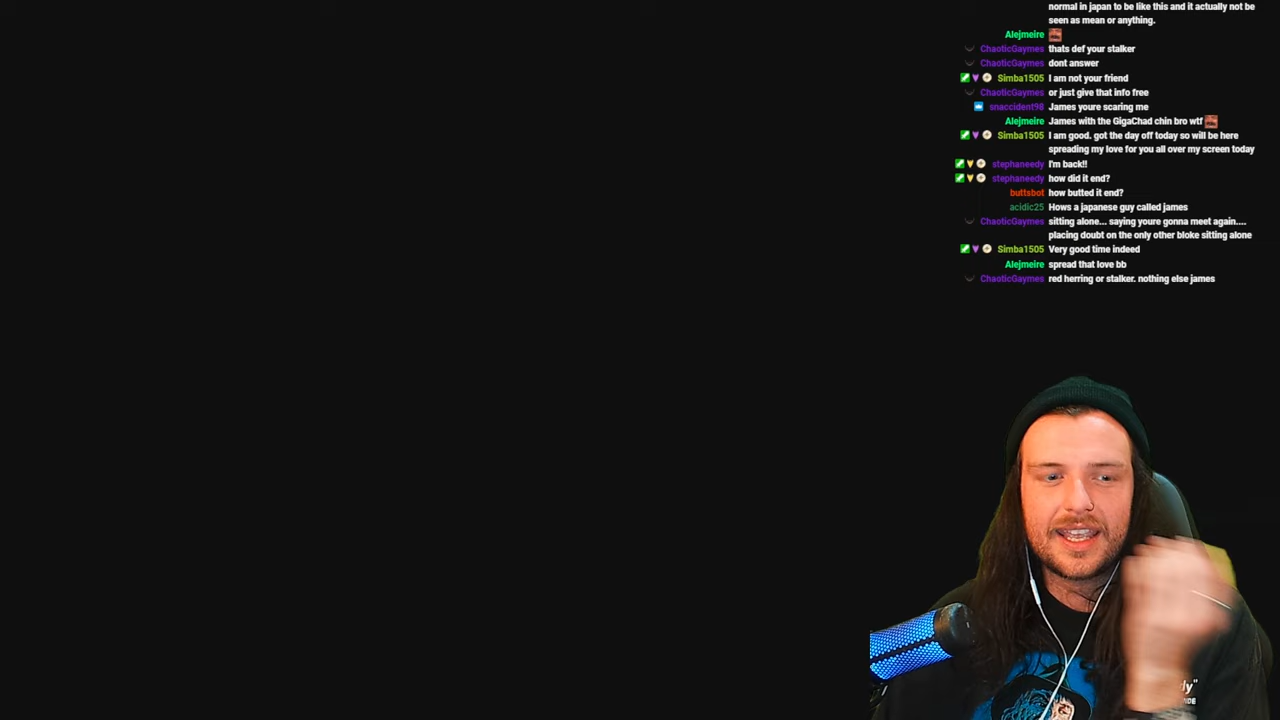 normal in japan to be like this and it actually not be
seen as mean or anything.
Alejmeire
ChaoticGaymes thats def your stalker
ChaoticGaymes dont answer
Simba1505 I am not your friend
ChaoticGaymes or just give that info free
snaccident98 James youre scaring me
Alejmeire James with the GigaChad chin bro wtf
Simba1505 I am good. got the day off today so will be here
spreading my love for you all over my screen today
stephaneedy I'm back!!
stephaneedy how did it end?
buttsbot how butted it end?
acidic25 Hows a japanese guy called james
ChaoticGaymes sitting alone... saying youre gonna meet again....
placing doubt on the only other bloke sitting alone
Simba1505 Very good time indeed
Alejmeire spread that love bb
ChaoticGaymes red herring or stalker. nothing else james